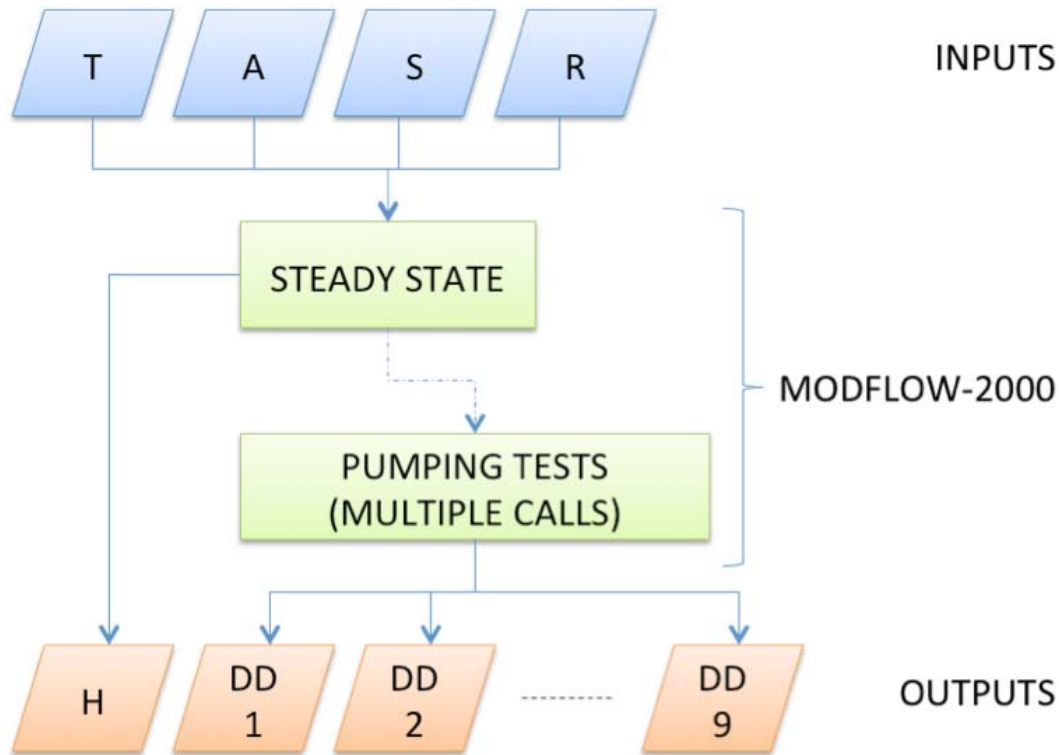 T
A
S
R
INPUTS
STEADY STATE
MODFLOW-2000
PUMPING TESTS
(MULTIPLE CALLS)
H
DD
1
DD
2
DD
9
OUTPUTS